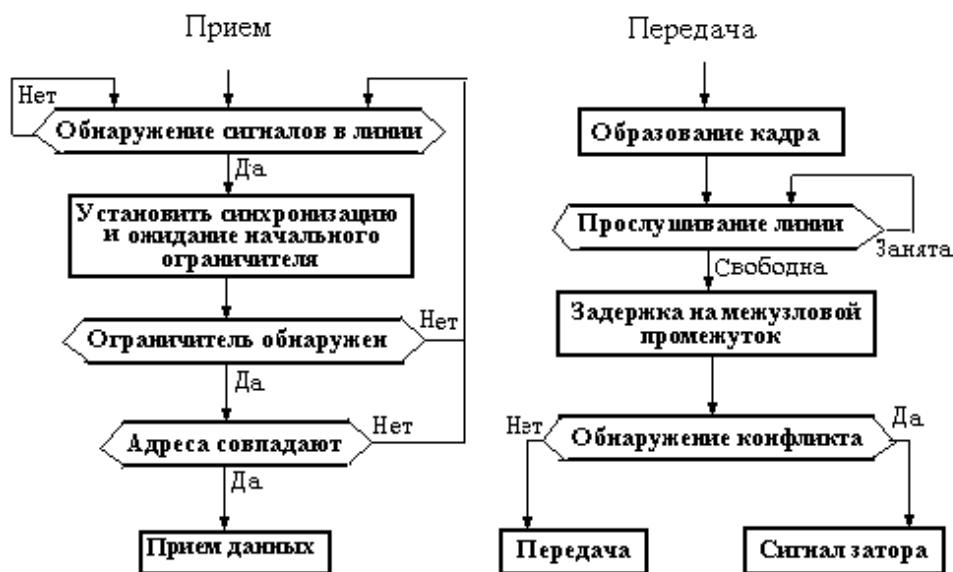 Прием
Нет
Обнаружение сигналов в линии
Да
Установить синхронизацию
и ожидание начального
ограничителя
Нет
Ограничитель обнаружен
Да
Нет
Адреса совпадают
Да
Прием данных
Передача
Образование кадра
Прослушивание линии
Занята
Свободна
Задержка на межузловой
промежуток
Нэт
Да
Обнаружение конфликта
Передача
Сигнал затора